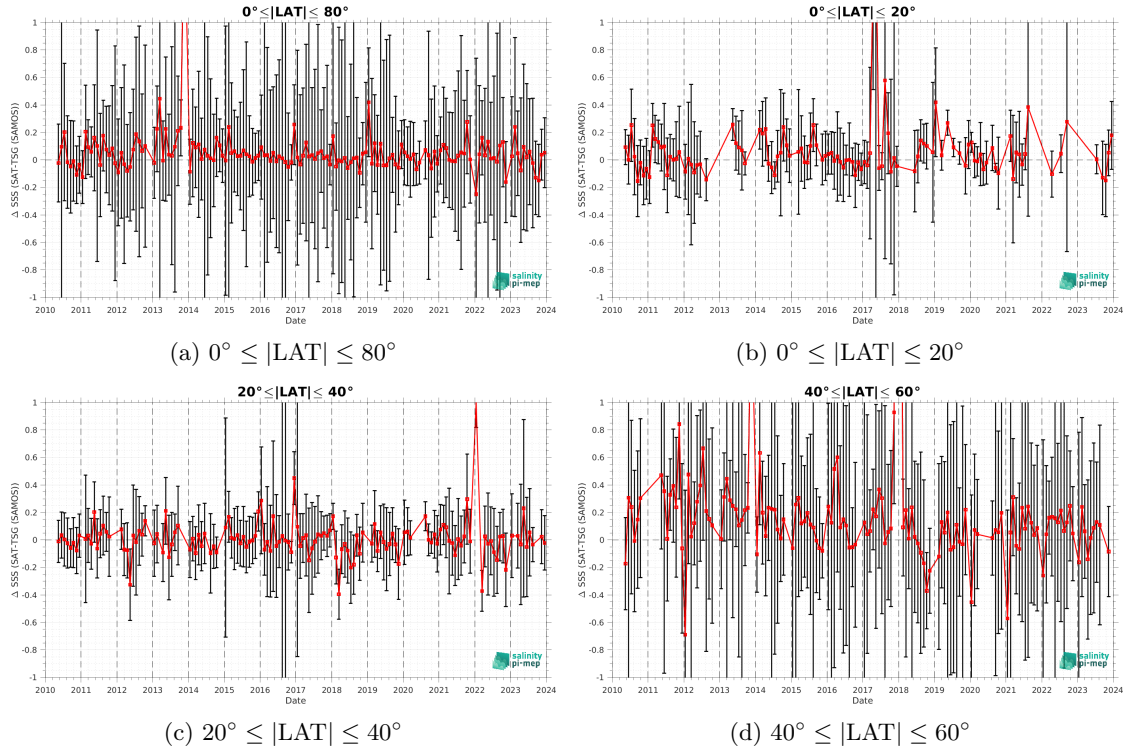 0°≤|LAT|≤ 80°
Δ SSS (SAT-TSG (SAMOS))
1
0.8
0.6
0.4
0.2
0
-0.2
-0.4
-0.6
-0.8
-1
2010 2011 2012 2013 2014 2015 2016 2017 2018 2019 2020 2021 2022 2023 2024
Date
salinity
pi-mep
(a) 0° ≤ |LAT| ≤ 80°
0°≤|LAT|≤ 20°
Δ SSS (SAT-TSG (SAMOS))
1
0.8
0.6
0.4
0.2
0
-0.2
-0.4
-0.6
-0.8
-1
2010 2011 2012 2013 2014 2015 2016 2017 2018 2019 2020 2021 2022 2023 2024
Date
salinity
pi-mep
(b) 0° ≤ |LAT| ≤ 20°
20°≤|LAT|≤ 40°
Δ SSS (SAT-TSG (SAMOS))
1
0.8
0.6
0.4
0.2
0
-0.2
-0.4
-0.6
-0.8
-1
2010 2011 2012 2013 2014 2015 2016 2017 2018 2019 2020 2021 2022 2023 2024
Date
salinity
pi-mep
(c) 20° ≤ |LAT| ≤ 40°
40°≤|LAT|≤ 60°
Δ SSS (SAT-TSG (SAMOS))
1
0.8
0.6
0.4
0.2
0
-0.2
-0.4
-0.6
-0.8
-1
2010 2011 2012 2013 2014 2015 2016 2017 2018 2019 2020 2021 2022 2023 2024
Date
salinity
pi-mep
(d) 40° ≤ |LAT| ≤ 60°